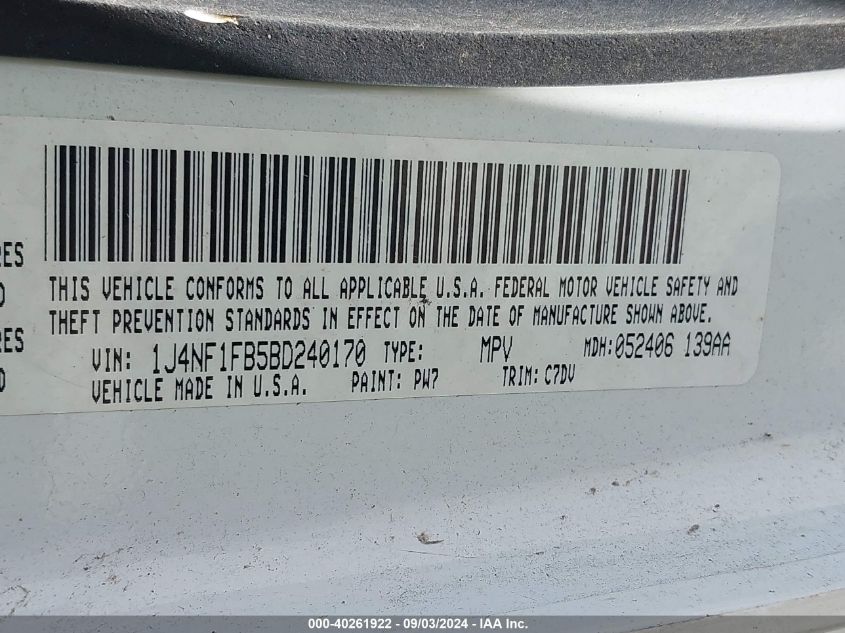 THIS VEHICLE CONFORMS TO ALL APPLICABLE U.S.A. FEDERAL MOTOR VEHICLE SAFETY AND
THEFT PREVENTION STANDARDS IN EFFECT ON THE DATE OF MANUFACTURE SHOWN ABOVE.
VIN: 1J4NF1FB5BD240170 TYPE: MPV MDH:052406 139AA
VEHICLE MADE IN U.S.A. PAINT: PW7 TRIM: C7DV
000-40261922 - 09/03/2024 - IAAI.com